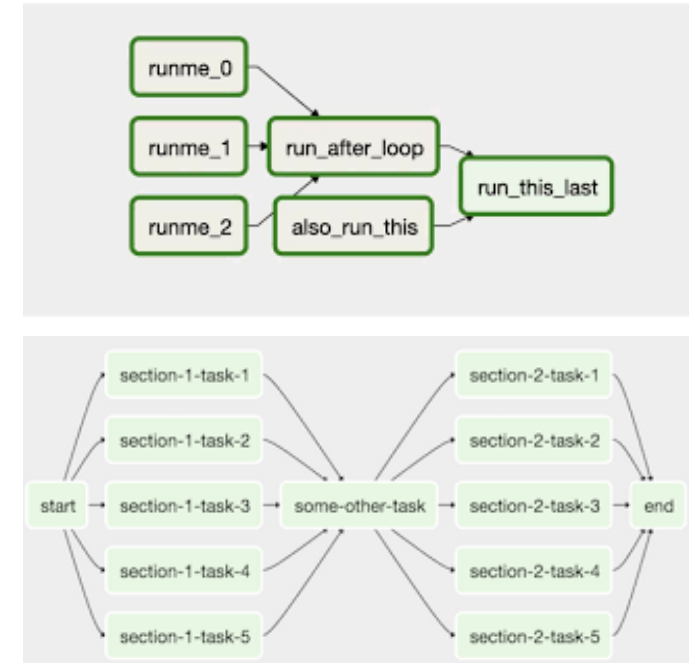 runme_0
runme_1
run_after_loop
run_this_last
runme_2
also_run_this
section-1-task-1
section-2-task-1
section-1-task-2
section-2-task-2
start
section-1-task-3
some-other-task
section-2-task-3
end
section-1-task-4
section-2-task-4
section-1-task-5
section-2-task-5